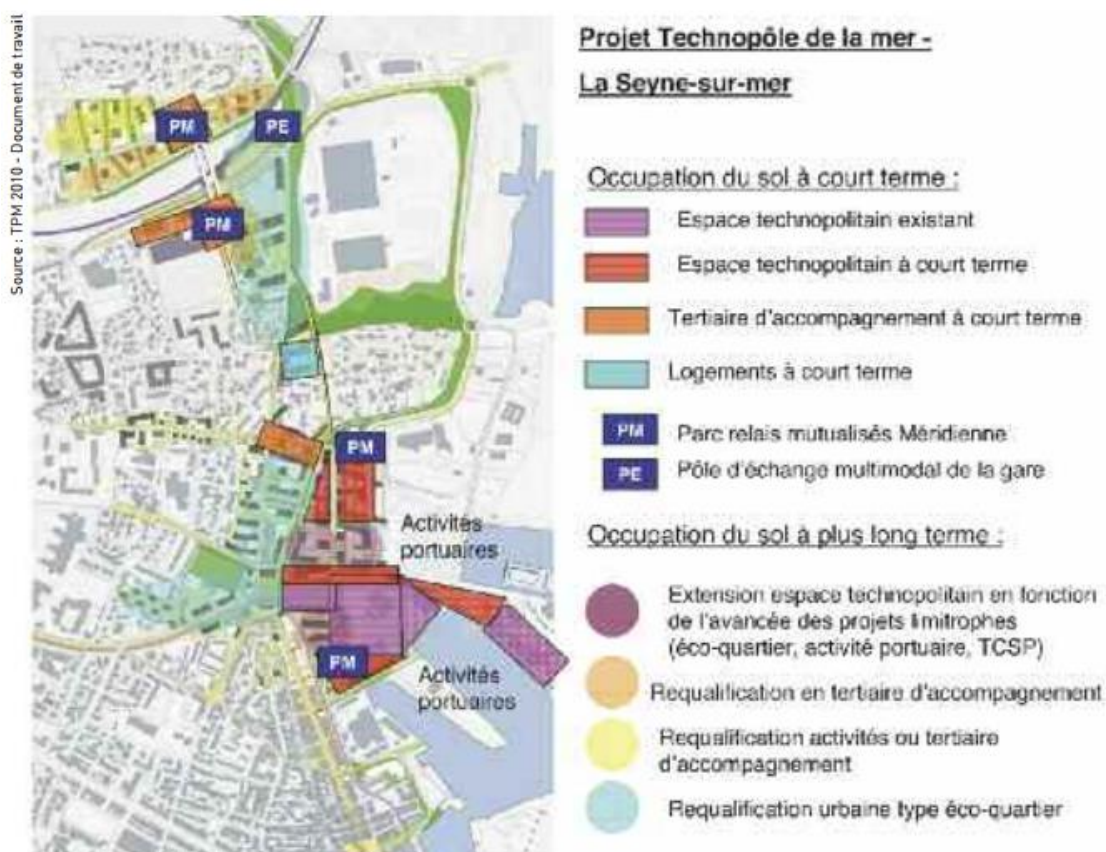 Source : TPM 2010 - Document de travail
Projet Technopôle de la mer -
La Seyne-sur-mer
Occupation du sol à court terme :
Espace technopolitain existant
Espace technopolitain à court terme
Tertiaire d'accompagnement à court terme
Logements à court terme
PM Parc relais mutualisés Méridienne
PE Pôle d'échange multimodal de la gare
Occupation du sol à plus long terme :
Extension espace technopolitain en fonction
de l'avancée des projets limitrophes
(éco-quartier, activité portuaire, TCSP)
Requalification en tertiaire d'accompagnement
Requalification activités ou tertiaire
d'accompagnement
Requalification urbaine type éco-quartier
PM
PE
PM
PM
Activités
portuaires
PM
Activités
portuaires